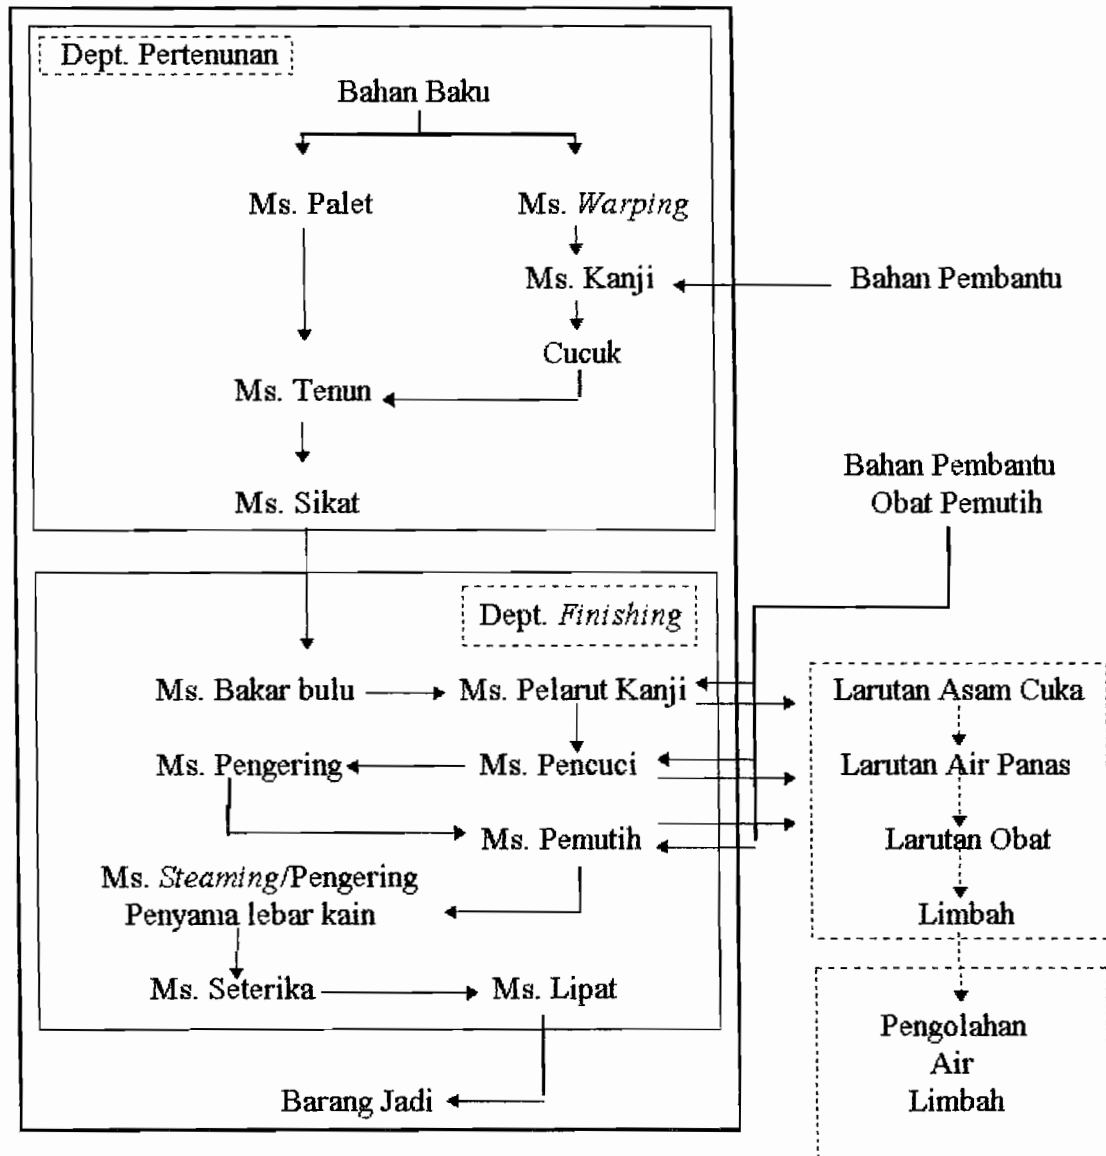 Dept. Pertenunan
Bahan Baku
Ms. Palet
Ms. Warping
Ms. Kanji
Bahan Pembantu
Cucuk
Ms. Tenun
Ms. Sikat
Bahan Pembantu
Obat Pemutih
Dept. Finishing
Ms. Bakar bulu
Ms. Pelarut Kanji
Larutan Asam Cuka
Ms. Pengering
Ms. Pencuci
Larutan Air Panas
Ms. Pemutih
Larutan Obat
Ms. Steaming/Pengering
Penyama lebar kain
Limbah
Ms. Seterika
Ms. Lipat
Pengolahan
Air
Limbah
Barang Jadi